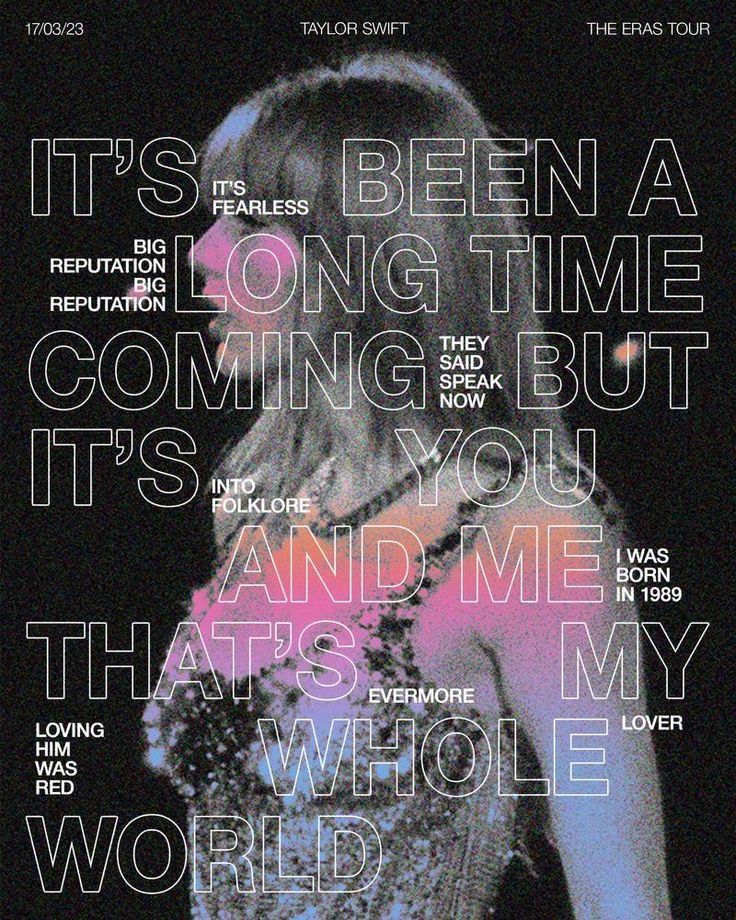 17/03/23 TAYLOR SWIFT THE ERAS TOUR
IT'S BEEN A
IT'S
FEARLESS
BIG
REPUTATION
BIG
REPUTATION
LONG TIME
COMING BUT
THEY
SAID
SPEAK
NOW
IT'S YOU
INTO
FOLKLORE
AND ME
I WAS
BORN
IN 1989
THAT'S MY
EVERMORE
LOVER
LOVING
HIM
WAS
RED
WHOLE
WORLD